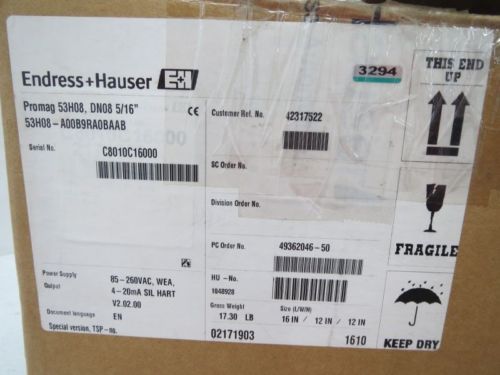 Endress+Hauser E+H
Promag 53H08, DN08 5/16"
53H08-A00B9RA0BAAB
CE
Serial No.
C8010C16000
Power Supply 85-260VAC, WEA,
Output 4-20mA SIL HART
V2.02.00
Document language EN
Special version, TSP-no.
3294
Customer Ref. No. 42317522
SC Order No.
Division Order No.
PC Order No. 49362046-50
HU-No.
1048928
Gross Weight
17.30 LB
Size (L/W/H)
16 IN / 12 IN / 12 IN
02171903 1610
THIS END
UP
FRAGILE
KEEP DRY